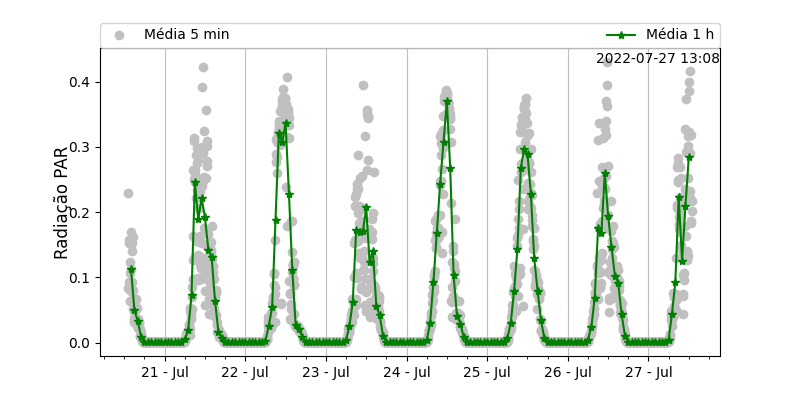 Média 5 min
Média 1 h
2022-07-27 13:08
Radiação PAR
0.4
0.3
0.2
0.1
0.0
21 - Jul
22 - Jul
23 - Jul
24 - Jul
25 - Jul
26 - Jul
27 - Jul